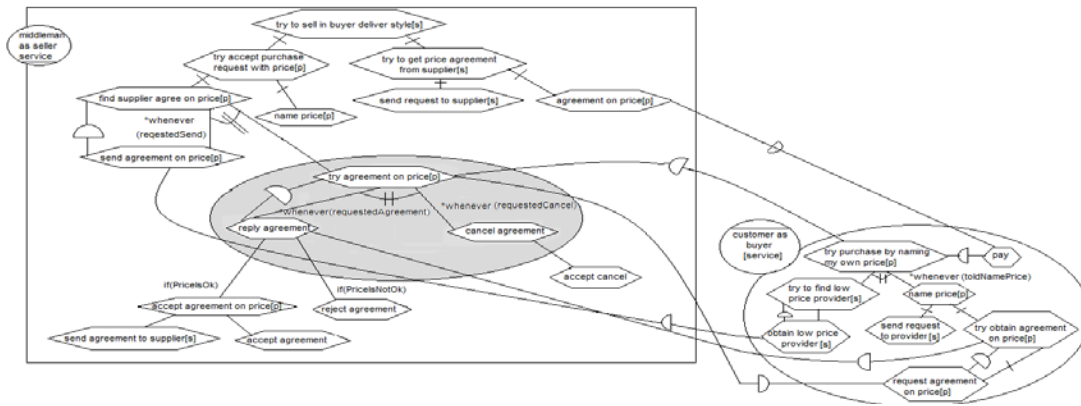 try to sell in buyer deliver style[s]
middleman
as seller
service
try accept purchase
request with price[p]
try to get price agreement
from supplier[s]
find supplier agree on price[p]
send request to supplier[s]
agreement on price[p]
name price[p]
*whenever
(reqestedSend)
send agreement on price[p]
try agreement on price[p]
*whenever(requestedAgreement)
*whenever (requestedCancel)
reply agreement
cancel agreement
customer as
buyer
[service]
try purchase by naming
my own price[p]
pay
accept cancel
*whenever (toldNamePrice)
if(PriceIsOk)
if(PriceIsNotOk)
try to find low
price provider[s]
name price[p]
accept agreement on price[p]
reject agreement
send request
to provider[s]
try obtain agreement
on price[p]
send agreement to supplier[s]
accept agreement
obtain low price
provider [s]
request agreement
on price[p]